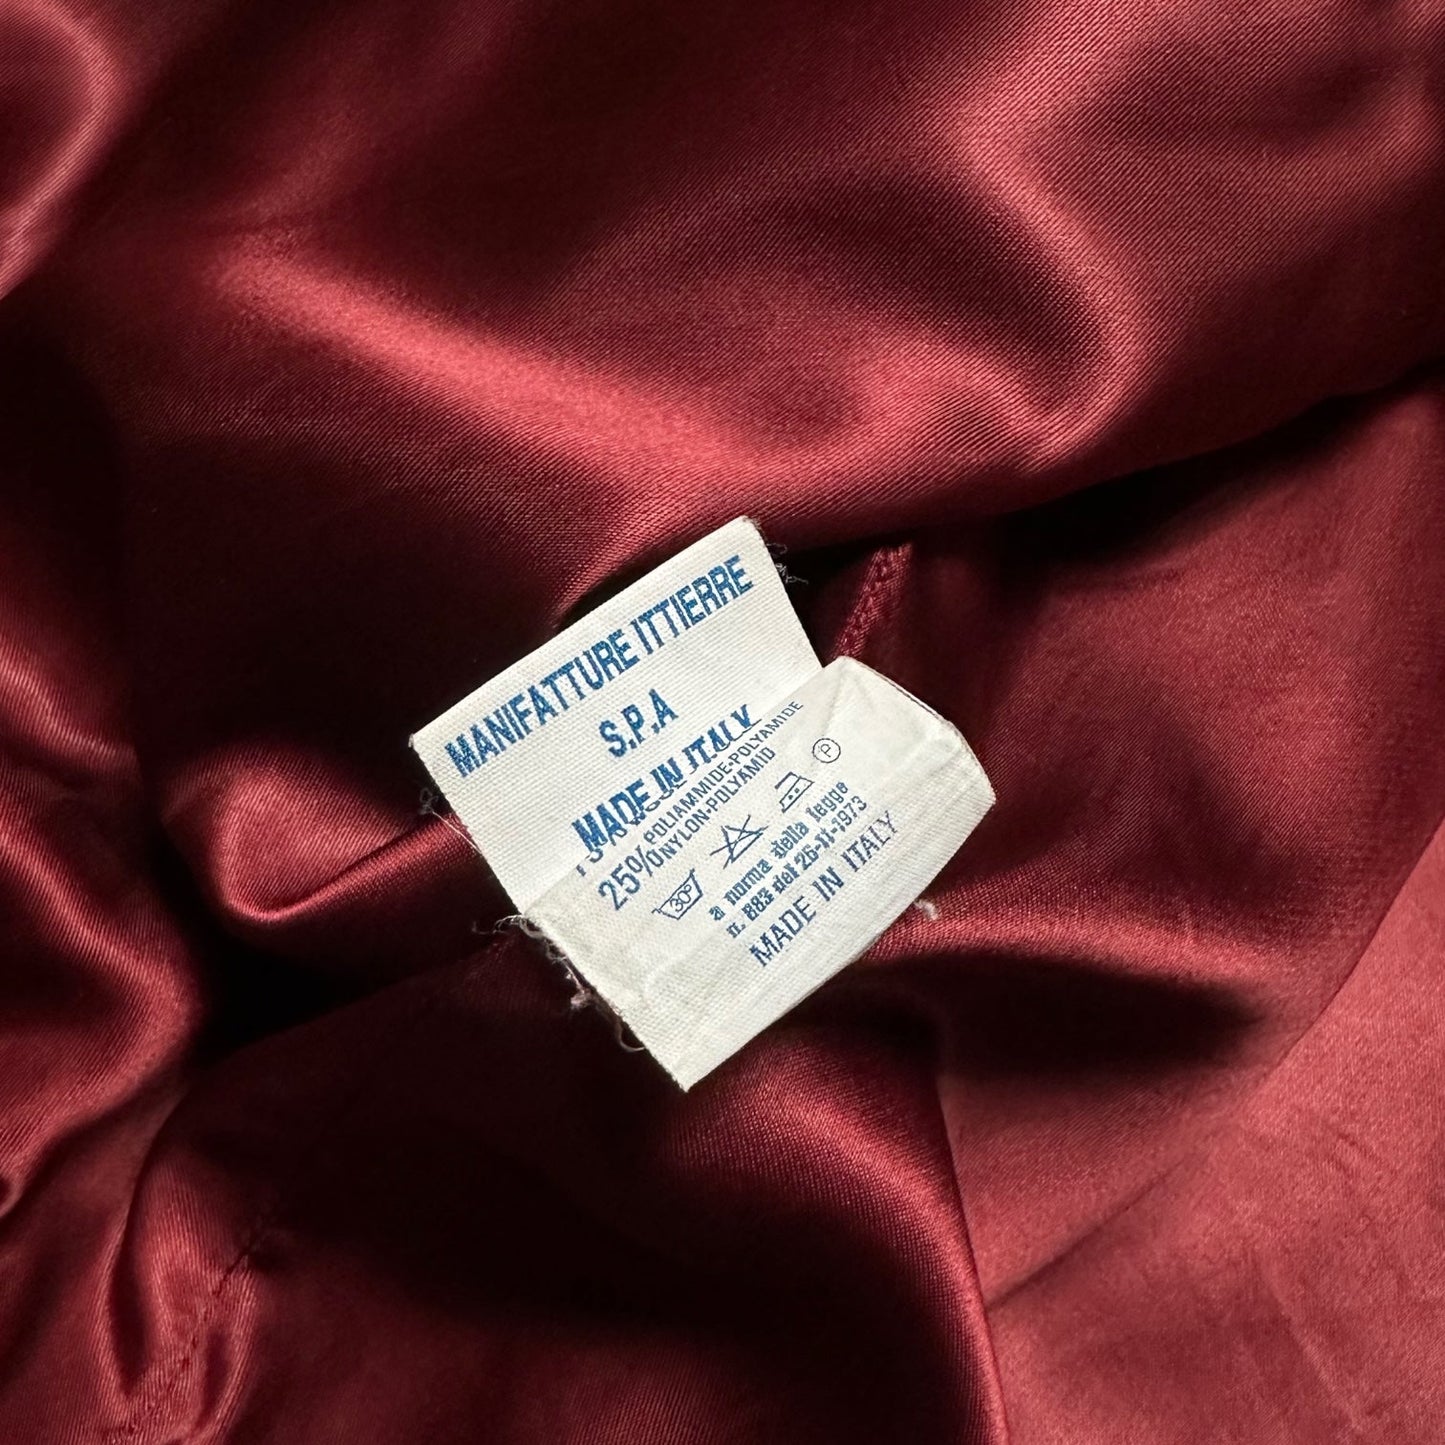 MANIFATTURE ITTIERRE
S.P.A
MADE IN ITALY
POLIAMMIDE-POLYAMIDE
25% NYLON-POLYAMID
30°
P
a norma della legge
n. 883 del 26-11-1973
MADE IN ITALY